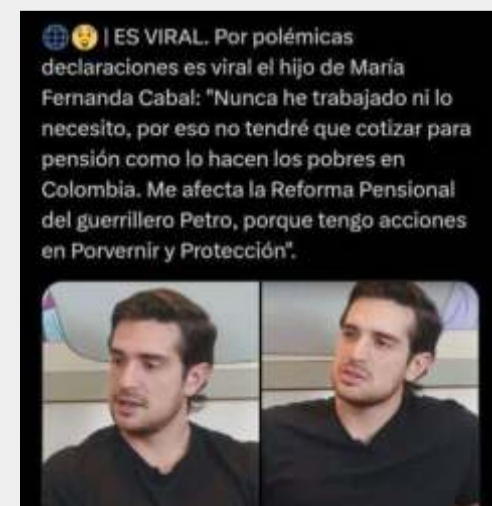 🌐😲 | ES VIRAL. Por polémicas
declaraciones es viral el hijo de María
Fernanda Cabal: "Nunca he trabajado ni lo
necesito, por eso no tendré que cotizar para
pensión como lo hacen los pobres en
Colombia. Me afecta la Reforma Pensional
del guerrillero Petro, porque tengo acciones
en Porvernir y Protección".